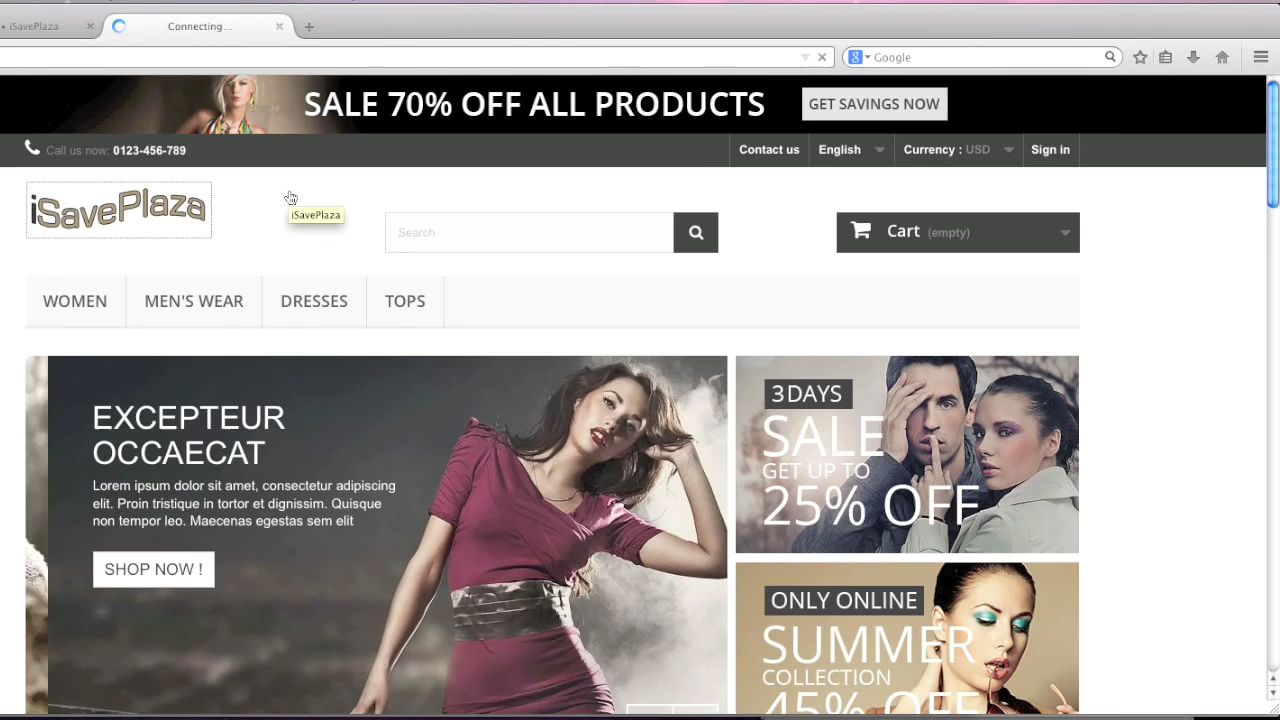 iSavePlaza
Connecting...
Google
SALE 70% OFF ALL PRODUCTS
GET SAVINGS NOW
Call us now: 0123-456-789
Contact us
English
Currency : USD
Sign in
iSavePlaza
iSavePlaza
Search
Cart (empty)
WOMEN
MEN'S WEAR
DRESSES
TOPS
EXCEPTEUR
OCCAECAT
Lorem ipsum dolor sit amet, consectetur adipiscing
elit. Proin tristique in tortor et dignissim. Quisque
non tempor leo. Maecenas egestas sem elit
SHOP NOW !
3DAYS
SALE
GET UP TO
25% OFF
ONLY ONLINE
SUMMER
COLLECTION
45% OFF